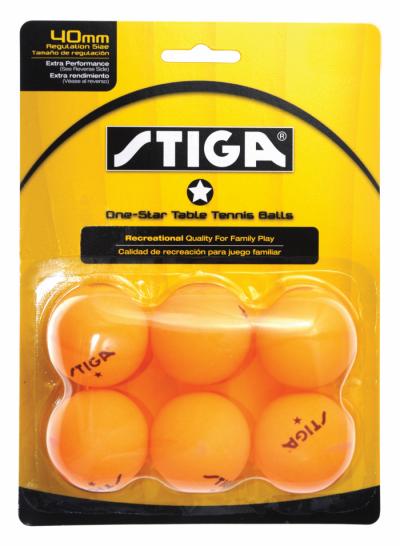 40mm
Regulation Size
Tamaño de regulación
Extra Performance
(See Reverse Side)
Extra rendimiento
(Véase al reverso)
STIGA®
One-Star Table Tennis Balls
Recreational Quality For Family Play
Calidad de recreación para juego familiar
STIGA
STIGA